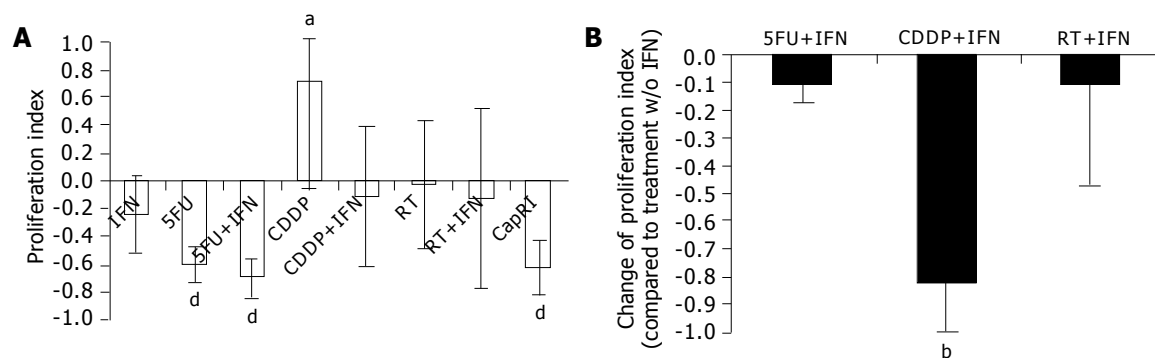 A
a
1.0
0.8
0.6
0.4
0.2
0.0
-0.2
-0.4
-0.6
-0.8
-1.0
Proliferation index
IFN
5FU
5FU+IFN
CDDP
CDDP+IFN
RT
RT+IFN
CapRI
d
d
d
B
5FU+IFN
CDDP+IFN
RT+IFN
0.0
-0.1
-0.2
-0.3
-0.4
-0.5
-0.6
-0.7
-0.8
-0.9
-1.0
Change of proliferation index
(compared to treatment w/o IFN)
b